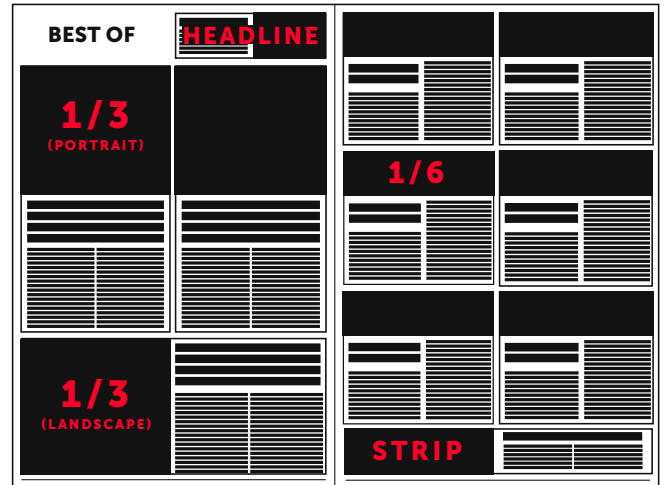 BEST OF
HEADLINE
1/3
(PORTRAIT)
1/3
(LANDSCAPE)
1/6
STRIP